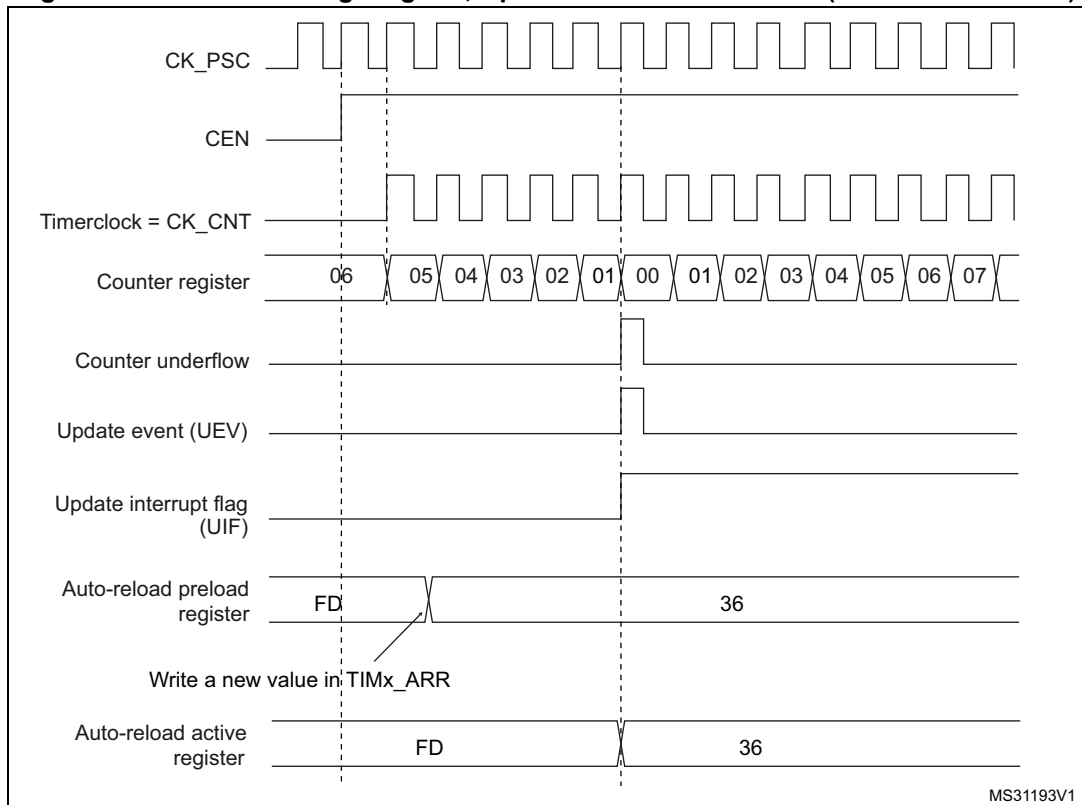 CK_PSC
CEN
Timerclock = CK_CNT
Counter register 06 05 04 03 02 01 00 01 02 03 04 05 06 07
Counter underflow
Update event (UEV)
Update interrupt flag
(UIF)
Auto-reload preload
register
FD 36
Write a new value in TIMx_ARR
Auto-reload active
register
FD 36
MS31193V1